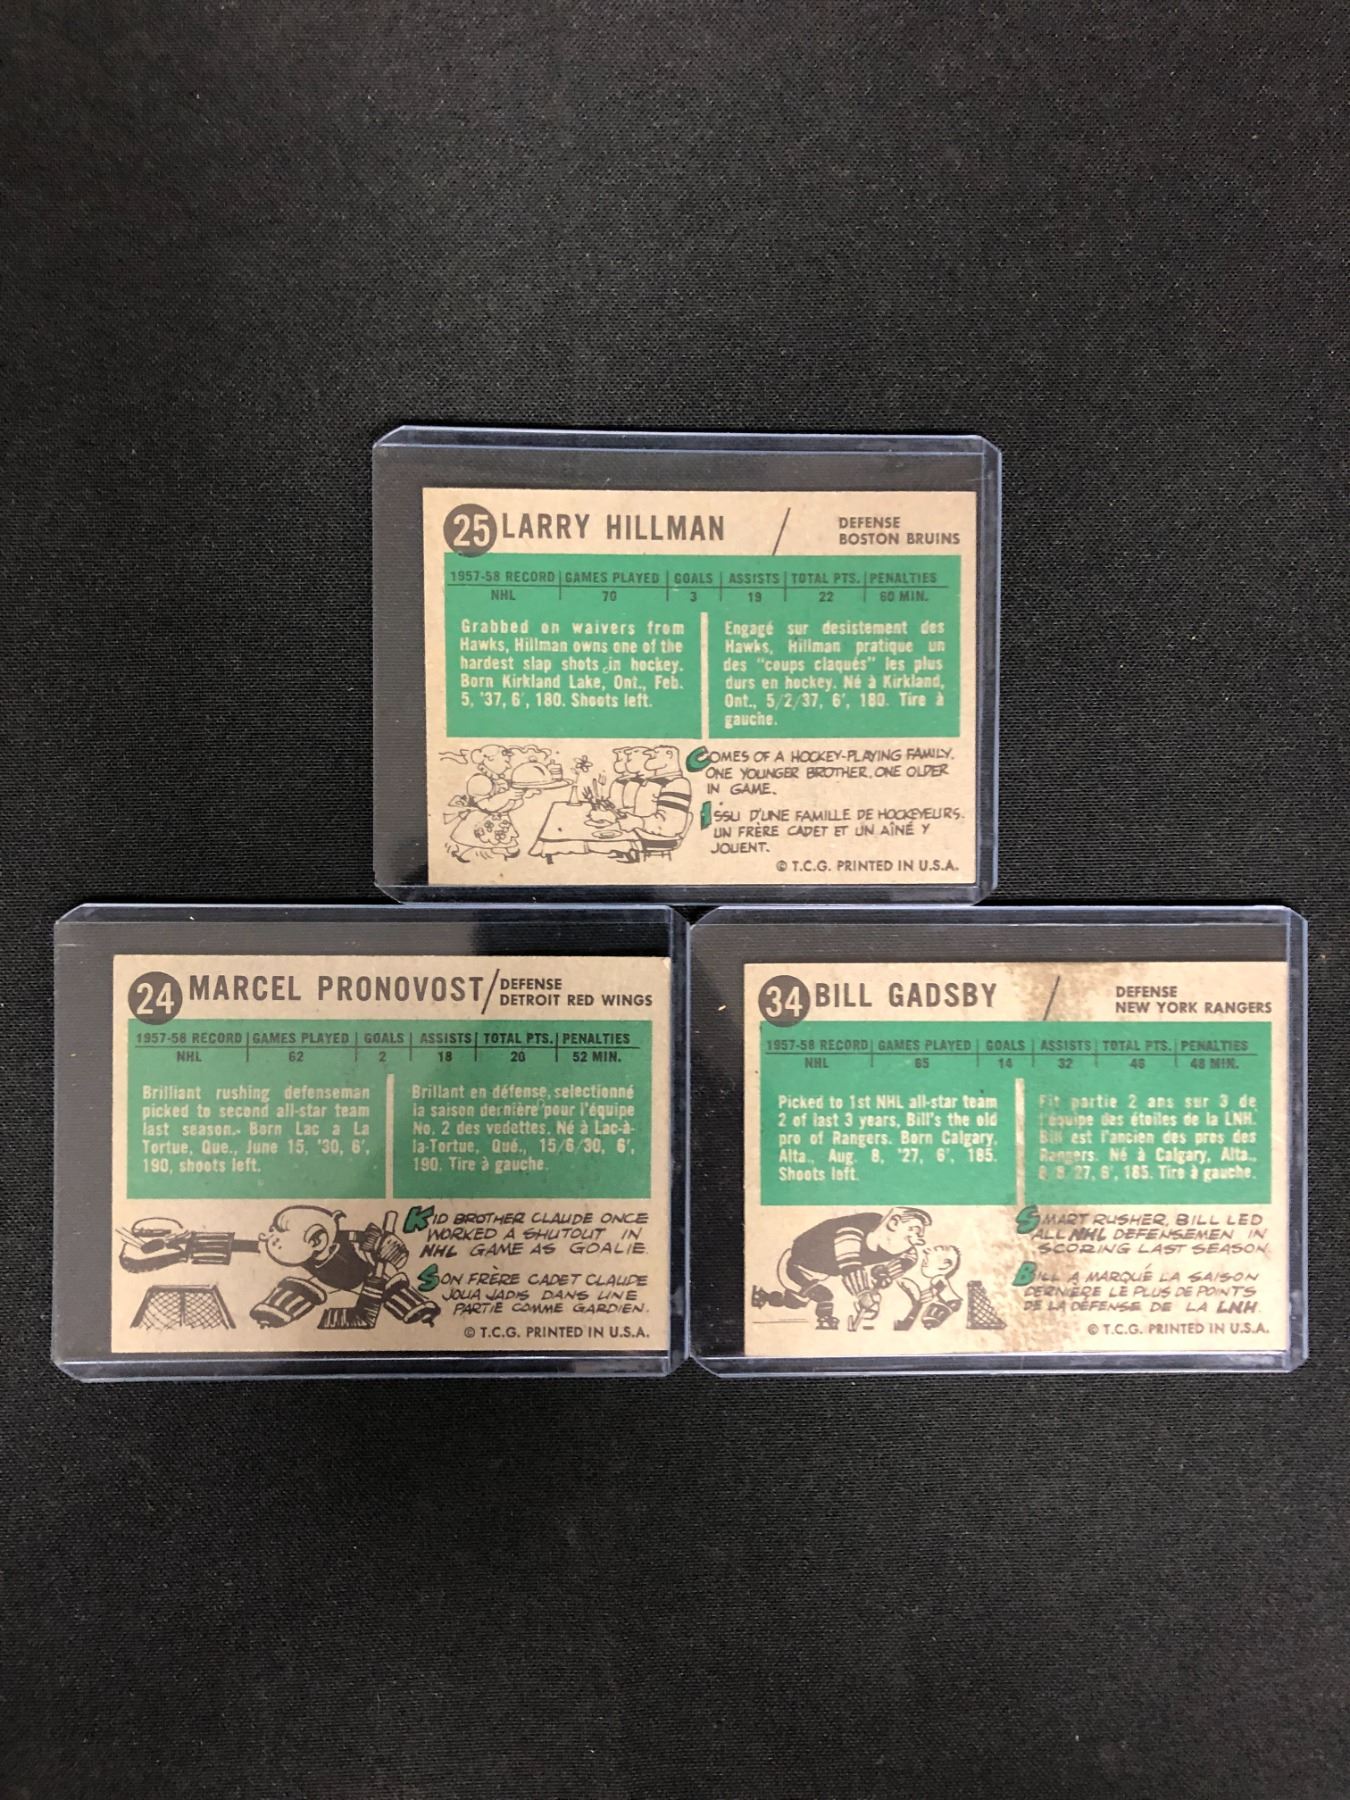 25 LARRY HILLMAN / DEFENSE
BOSTON BRUINS
1957-58 RECORD GAMES PLAYED GOALS ASSISTS TOTAL PTS. PENALTIES
NHL 70 3 19 22 60 MIN.
Grabbed on waivers from
Hawks, Hillman owns one of the
hardest slap shots in hockey.
Born Kirkland Lake, Ont., Feb.
5, '37, 6', 180. Shoots left.
Engagé sur desistement des
Hawks, Hillman pratique un
des "coups claqués" les plus
durs en hockey. Né à Kirkland,
Ont., 5/2/37, 6', 180. Tire à
gauche.
COMES OF A HOCKEY-PLAYING FAMILY.
ONE YOUNGER BROTHER, ONE OLDER
IN GAME.
ISSU D'UNE FAMILLE DE HOCKEYEURS.
UN FRÈRE CADET ET UN AÎNÉ Y
JOUENT.
© T.C.G. PRINTED IN U.S.A.
24 MARCEL PRONOVOST / DEFENSE
DETROIT RED WINGS
1957-58 RECORD GAMES PLAYED GOALS ASSISTS TOTAL PTS. PENALTIES
NHL 62 2 18 20 52 MIN.
Brilliant rushing defenseman
picked to second all-star team
last season. Born Lac a La
Tortue, Que., June 15, '30, 6',
190, shoots left.
Brillant en défense, selectionné
la saison dernière pour l'équipe
No. 2 des vedettes. Né à Lac-à-
la-Tortue, Qué., 15/6/30, 6',
190. Tire à gauche.
KID BROTHER CLAUDE ONCE
WORKED A SHUTOUT IN
NHL GAME AS GOALIE.
SON FRÈRE CADET CLAUDE
JOUA JADIS DANS UNE
PARTIE COMME GARDIEN.
© T.C.G. PRINTED IN U.S.A.
34 BILL GADSBY / DEFENSE
NEW YORK RANGERS
1957-58 RECORD GAMES PLAYED GOALS ASSISTS TOTAL PTS. PENALTIES
NHL 65 14 32 46 48 MIN.
Picked to 1st NHL all-star team
2 of last 3 years, Bill's the old
pro of Rangers. Born Calgary,
Alta., Aug. 8, '27, 6', 185.
Shoots left.
Fit partie 2 ans sur 3 de
l'équipe des étoiles de la LNH.
Bill est l'ancien des pros des
Rangers. Né à Calgary, Alta.,
8/8/27, 6', 185. Tire à gauche.
SMART RUSHER, BILL LED
ALL NHL DEFENSEMEN IN
SCORING LAST SEASON.
BILL A MARQUÉ LA SAISON
DERNIÈRE LE PLUS DE POINTS
DE LA DÉFENSE DE LA LNH.
© T.C.G. PRINTED IN U.S.A.